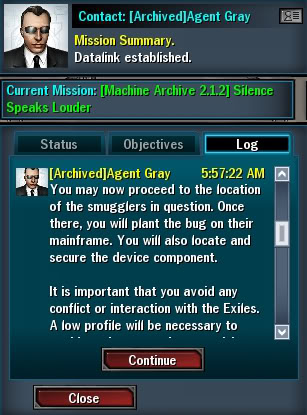 Contact: [Archived]Agent Gray
Mission Summary.
Datalink established.
Current Mission: [Machine Archive 2.1.2] Silence
Speaks Louder
Status
Objectives
Log
[Archived]Agent Gray 5:57:22 AM
You may now proceed to the location
of the smugglers in question. Once
there, you will plant the bug on their
mainframe. You will also locate and
secure the device component.
It is important that you avoid any
conflict or interaction with the Exiles.
A low profile will be necessary to
Continue
Close